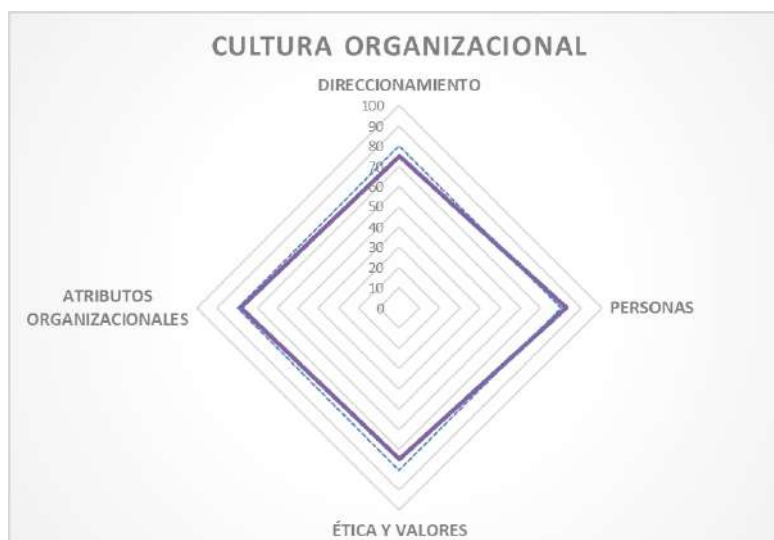 CULTURA ORGANIZACIONAL
DIRECCIONAMIENTO
100
90
80
70
60
50
40
30
20
10
0
ATRIBUTOS
ORGANIZACIONALES
PERSONAS
ÉTICA Y VALORES